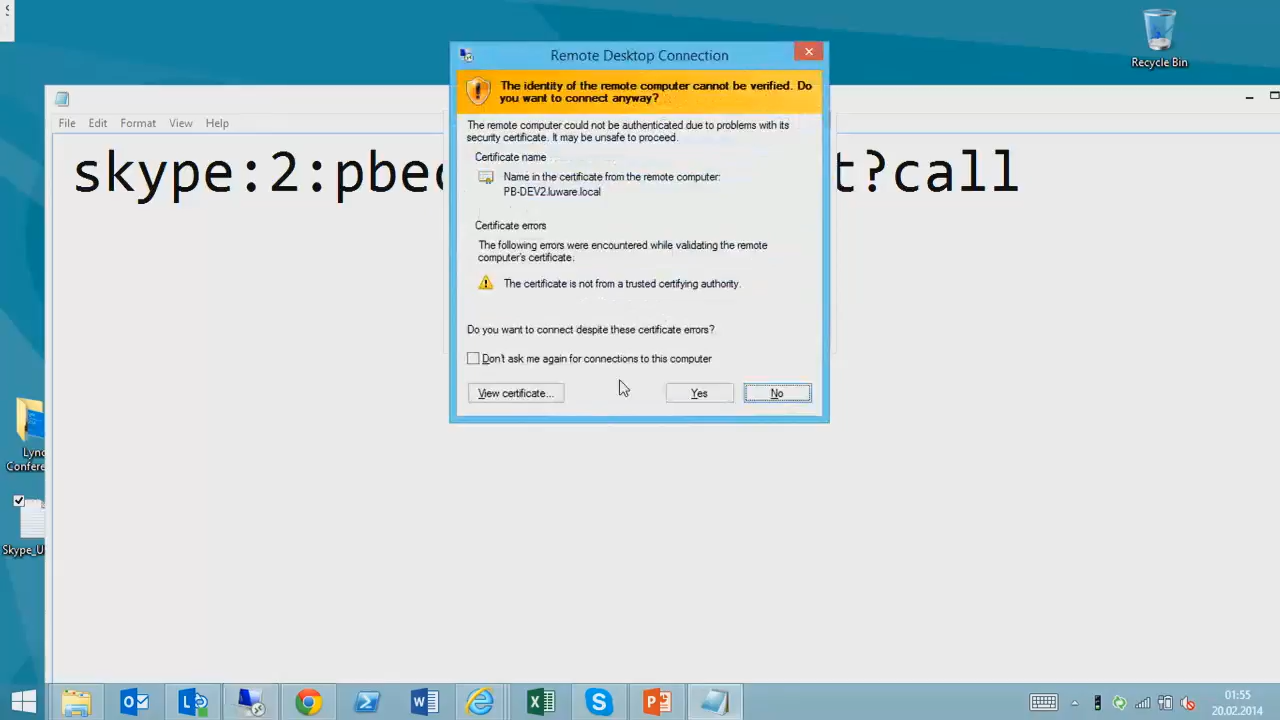 Recycle Bin
Remote Desktop Connection
The identity of the remote computer cannot be verified. Do
you want to connect anyway?
File Edit Format View Help
The remote computer could not be authenticated due to problems with its
security certificate. It may be unsafe to proceed.
skype:2:pbe t?call
Certificate name
Name in the certificate from the remote computer:
PB-DEV2.luware.local
Certificate errors
The following errors were encountered while validating the remote
computer's certificate.
The certificate is not from a trusted certifying authority.
Do you want to connect despite these certificate errors?
Don't ask me again for connections to this computer
View certificate... Yes No
Lync
Conferen
Skype_U
01:55
20.02.2014